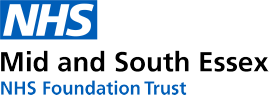 NHS
Mid and South Essex
NHS Foundation Trust